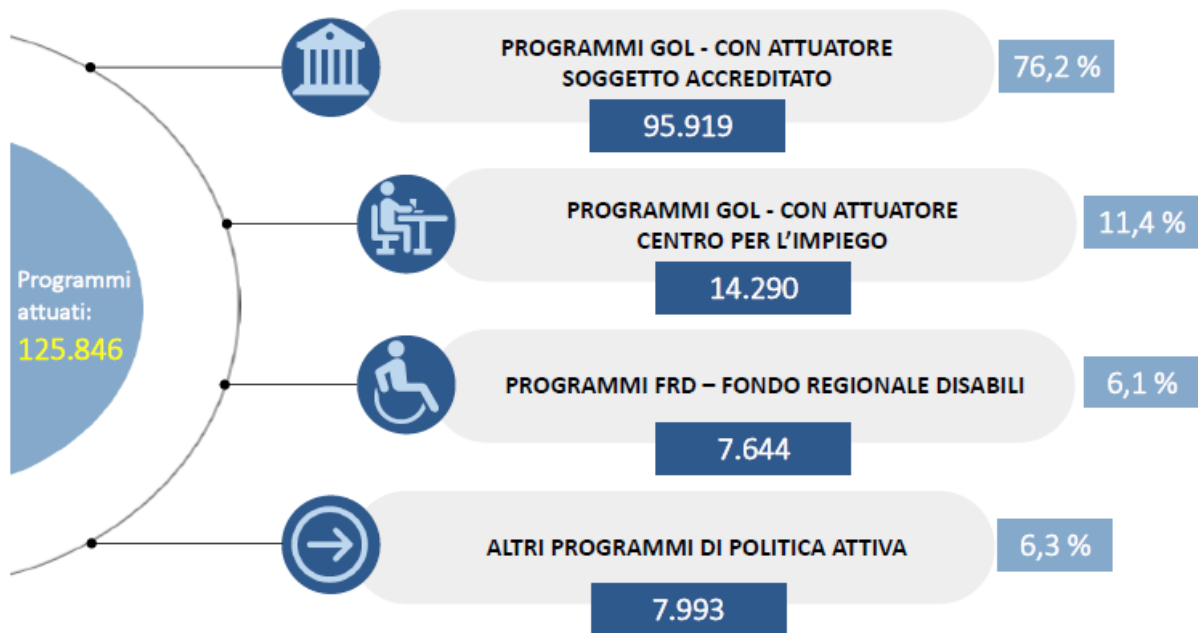 PROGRAMMI GOL - CON ATTUATORE
SOGGETTO ACCREDITATO
76,2 %
95.919
PROGRAMMI GOL - CON ATTUATORE
CENTRO PER L'IMPIEGO
11,4 %
14.290
Programmi
attuati:
125.846
PROGRAMMI FRD – FONDO REGIONALE DISABILI
6,1 %
7.644
ALTRI PROGRAMMI DI POLITICA ATTIVA
6,3 %
7.993